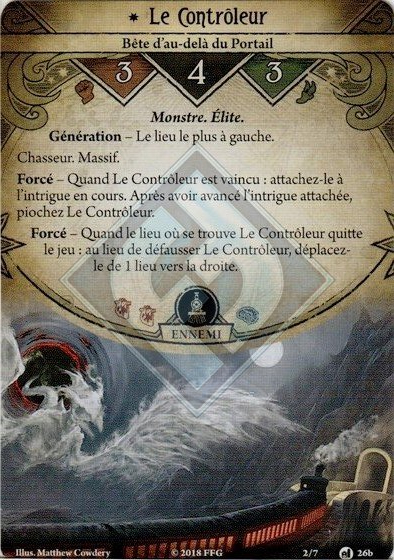 Le Contrôleur
Bête d'au-delà du Portail
3 4 3
Monstre. Élite.
Génération – Le lieu le plus à gauche.
Chasseur. Massif.
Forcé – Quand Le Contrôleur est vaincu : attachez-le à
l'intrigue en cours. Après avoir avancé l'intrigue attachée,
piochez Le Contrôleur.
Forcé – Quand le lieu où se trouve Le Contrôleur quitte
le jeu : au lieu de défausser Le Contrôleur, déplacez-
le de 1 lieu vers la droite.
ENNEMI
Illus. Matthew Cowdery © 2018 FFG 2/7 26b